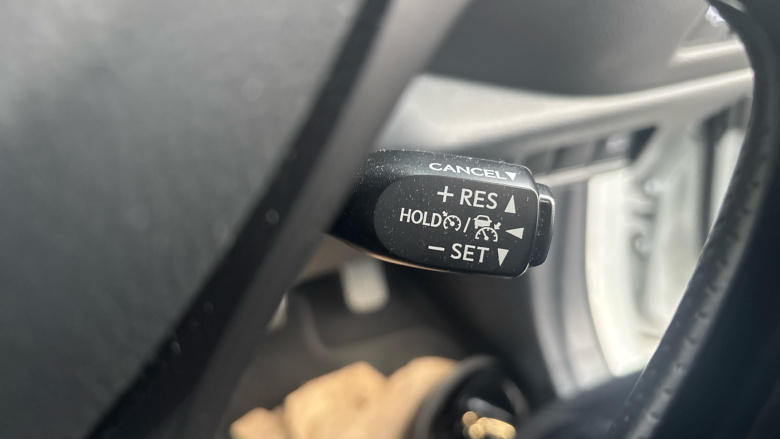 CANCEL▼
+ RES ▲
HOLD / ◄
− SET ▼